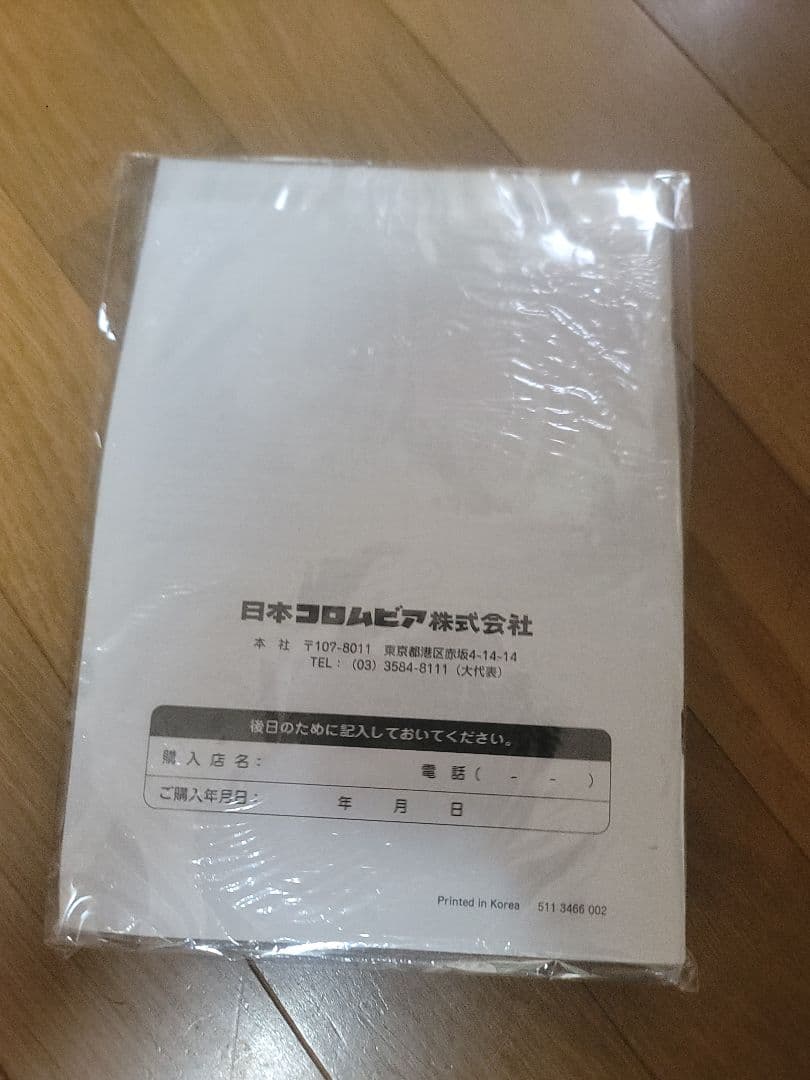 日本コロムビア株式会社
本　社　〒107-8011　東京都港区赤坂4-14-14
TEL：（03）3584-8111（大代表）
後日のために記入しておいてください。
購 入 店 名：　電　話（　-　-　）
ご購入年月日：　年　月　日
Printed in Korea　511 3466 002